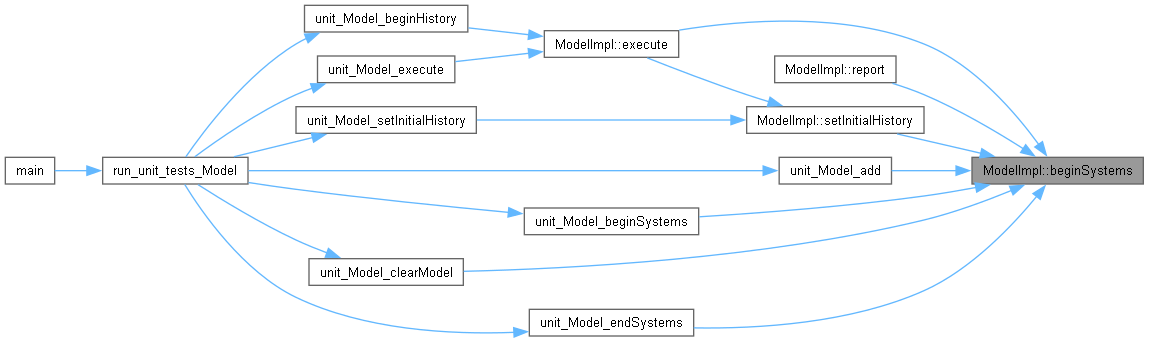 unit_Model_beginHistory
ModelImpl::execute
unit_Model_execute
ModelImpl::report
unit_Model_setInitialHistory
ModelImpl::setInitialHistory
main
run_unit_tests_Model
unit_Model_add
ModelImpl::beginSystems
unit_Model_beginSystems
unit_Model_clearModel
unit_Model_endSystems